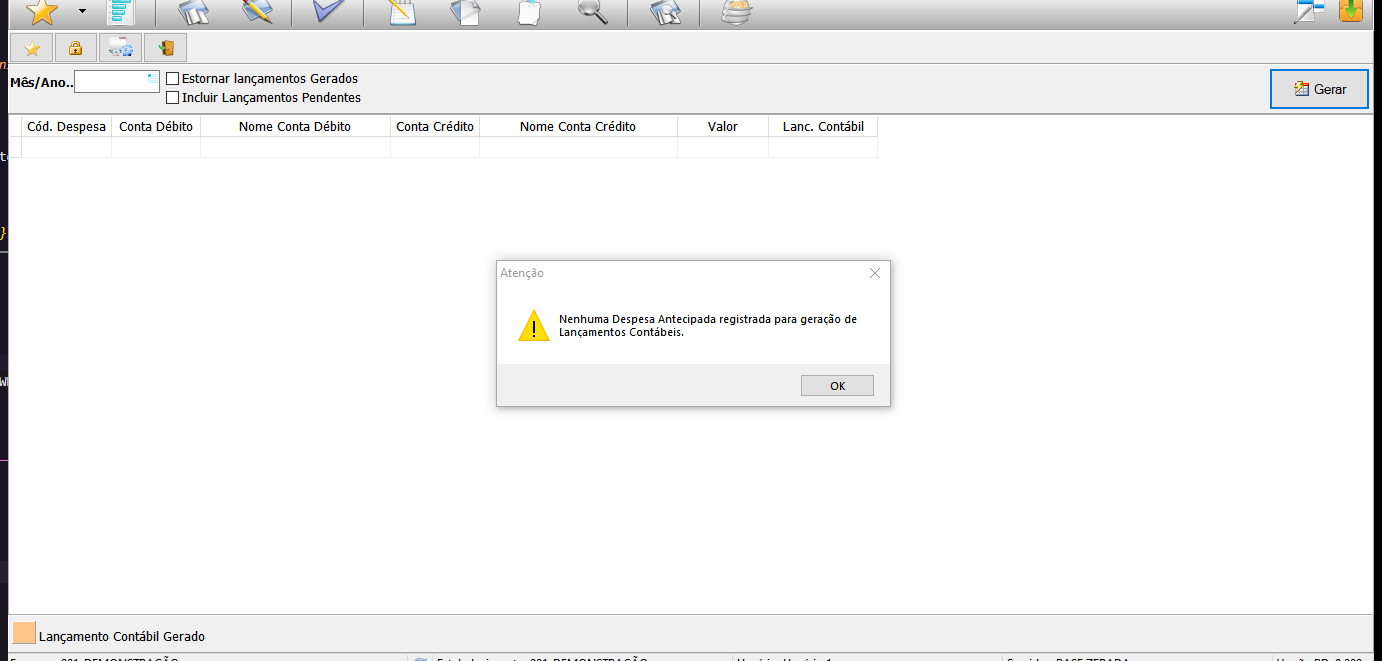 Mês/Ano..
Estornar lançamentos Gerados
Incluir Lançamentos Pendentes
Gerar
Cód. Despesa Conta Débito Nome Conta Débito Conta Crédito Nome Conta Crédito Valor Lanc. Contábil
Atenção
Nenhuma Despesa Antecipada registrada para geração de
Lançamentos Contábeis.
OK
Lançamento Contábil Gerado